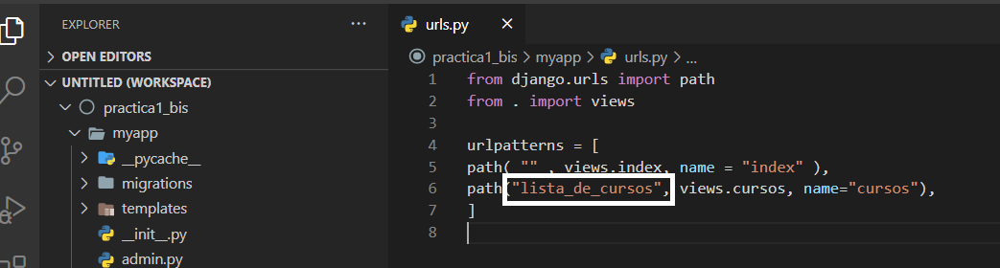 EXPLORER
...
urls.py
OPEN EDITORS
practica1_bis > myapp > urls.py > ...
UNTITLED (WORKSPACE)
practica1_bis
myapp
__pycache__
migrations
templates
__init__.py
admin.py
1 from django.urls import path
2 from . import views
3
4 urlpatterns = [
5 path( "" , views.index, name = "index" ),
6 path("lista_de_cursos", views.cursos, name="cursos"),
7 ]
8